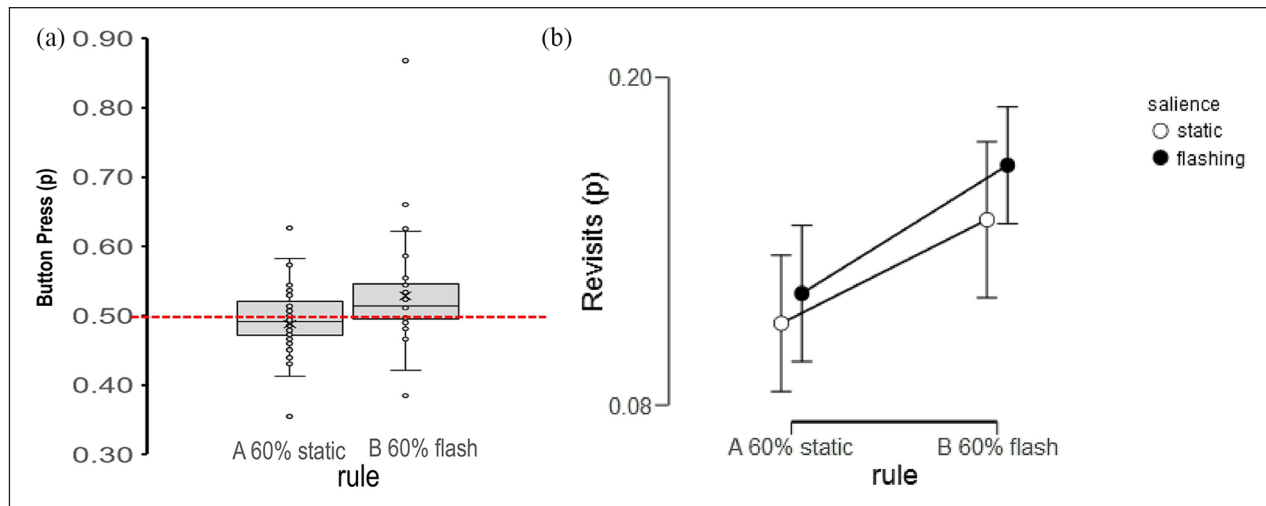 (a)
0.90
0.80
0.70
0.60
0.50
0.40
0.30
Button Press (p)
A 60% static
B 60% flash
rule
(b)
0.20
0.08
Revisits (p)
A 60% static
B 60% flash
rule
salience
static
flashing